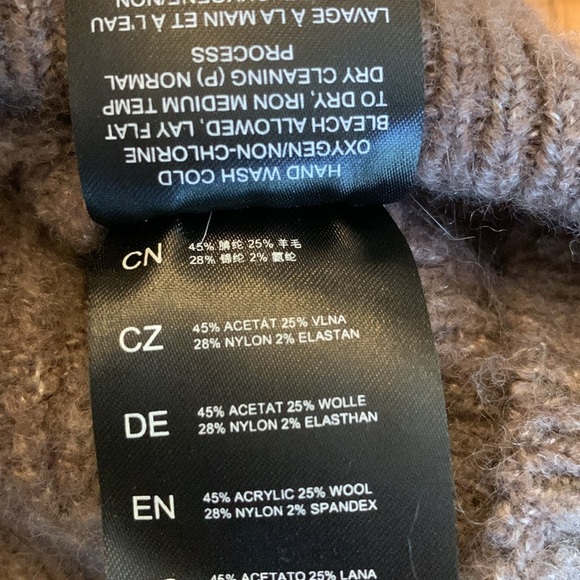 HAND WASH COLD
OXYGEN/NON-CHLORINE
BLEACH ALLOWED, LAY FLAT
TO DRY, IRON MEDIUM TEMP
DRY CLEANING (P) NORMAL
PROCESS
LAVAGE À LA MAIN ET À L'EAU
CN
45% 腈纶 25% 羊毛
28% 锦纶 2% 氨纶
CZ
45% ACETÁT 25% VLNA
28% NYLON 2% ELASTAN
DE
45% ACETAT 25% WOLLE
28% NYLON 2% ELASTHAN
EN
45% ACRYLIC 25% WOOL
28% NYLON 2% SPANDEX
45% ACETATO 25% LANA